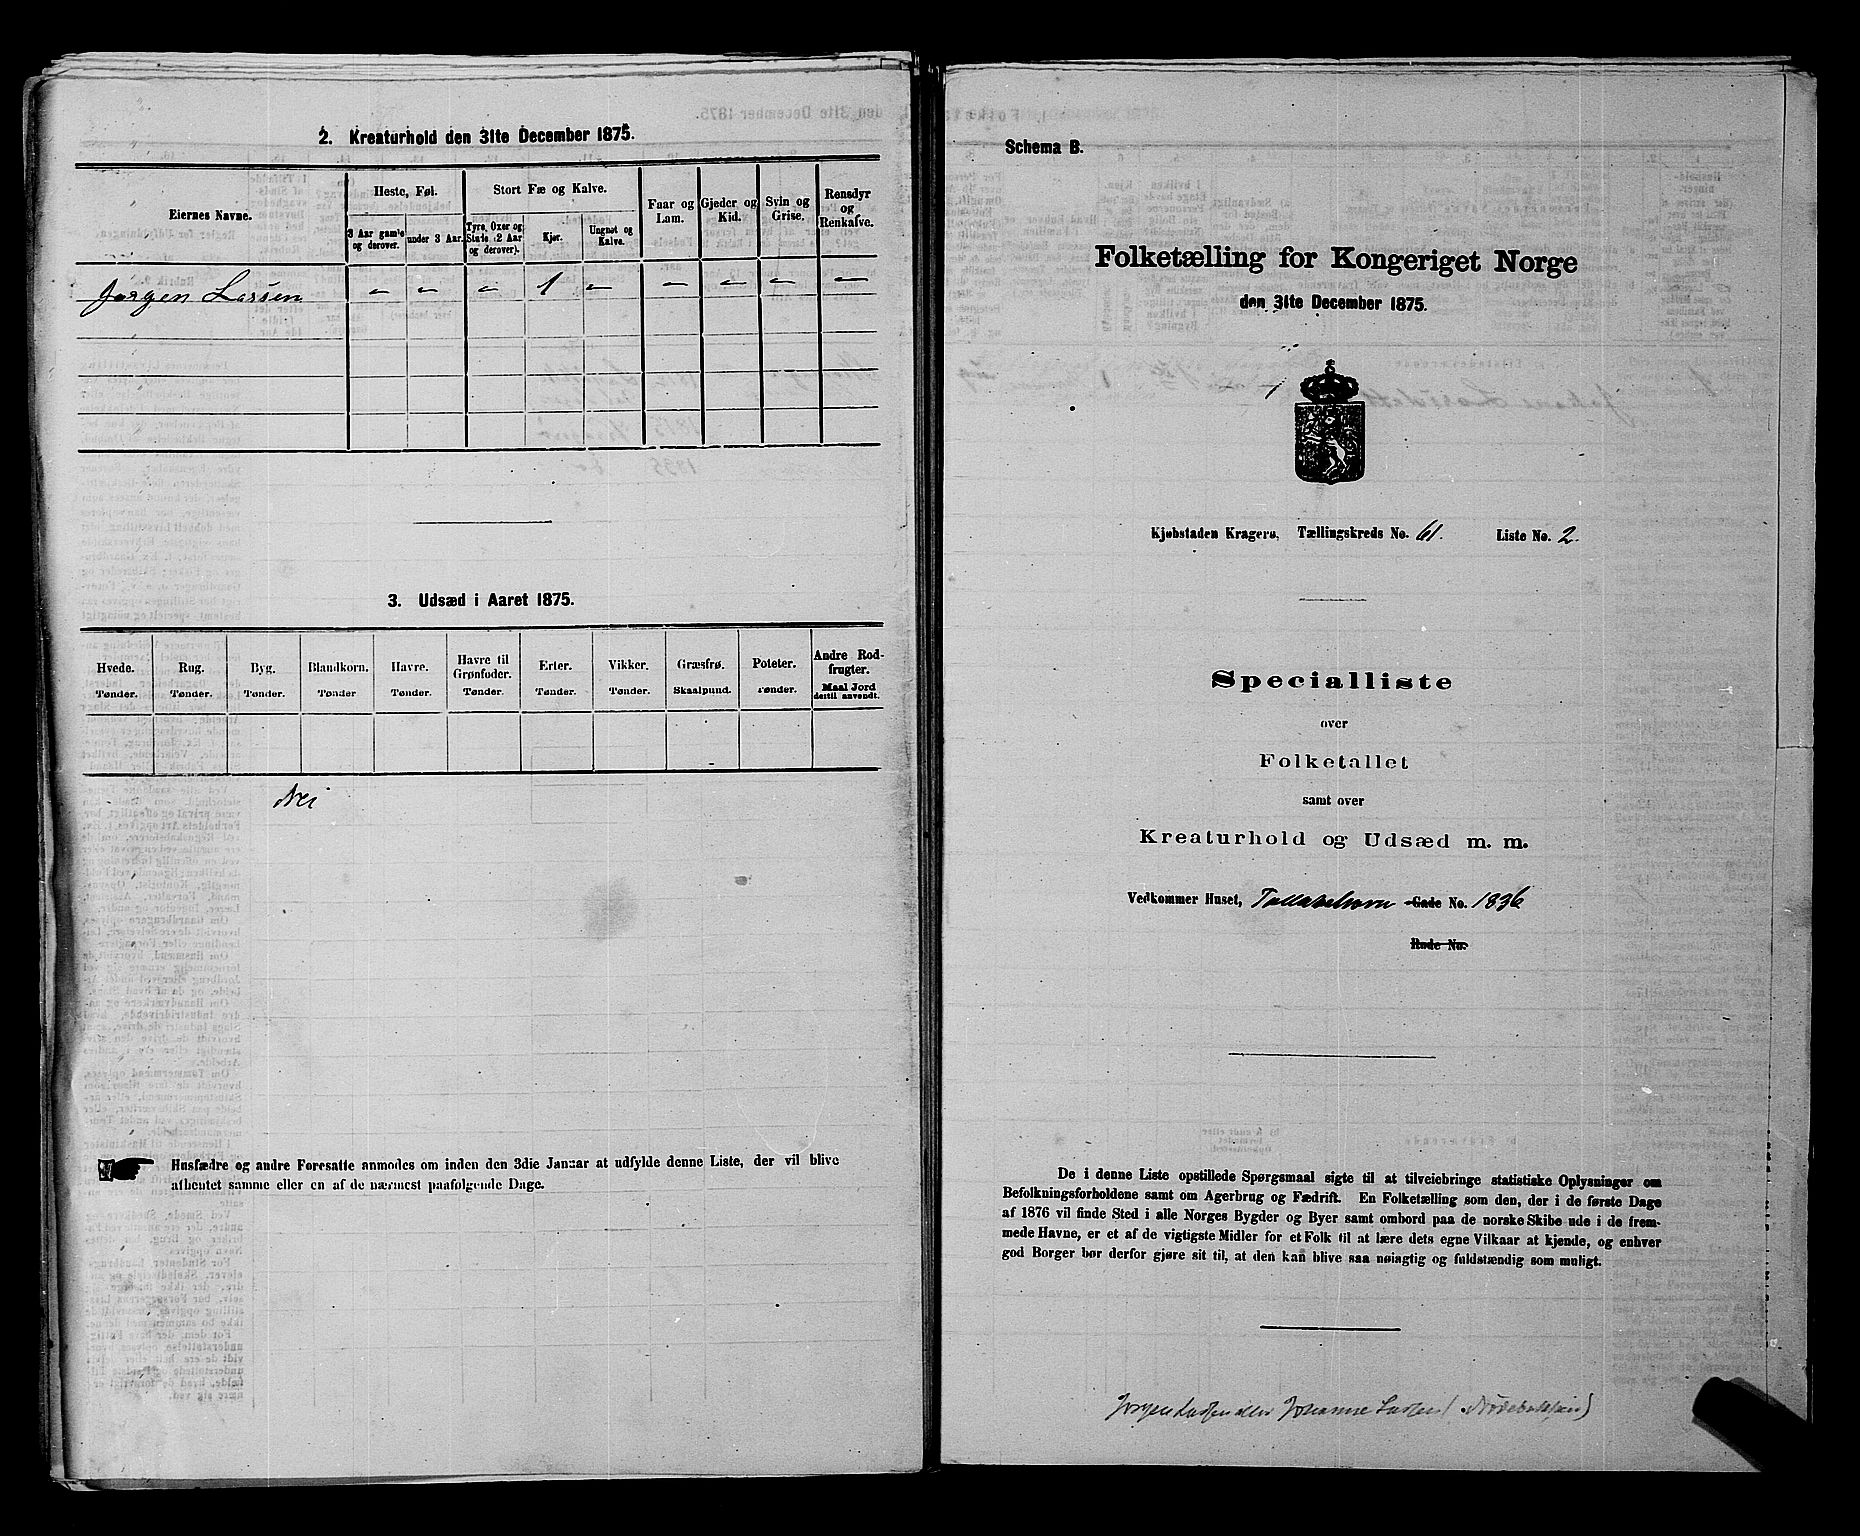 2. Kreaturhold den 31te December 1875.
Eiernes Navne.
Heste, Føl.
Stort Fæ og Kalve.
Faar og Lam.
Gjeder og Kid.
Svin og Grise.
Rensdyr og Renkalve.
3 Aar gamle og derover.
under 3 Aar.
Tyre, Oxer og Stude (2 Aar og derover).
Kjør.
Ungnøt og Kalve.
Jørgen Larsen – – – 1 – – – – –
3. Udsæd i Aaret 1875.
Hvede. Rug. Byg. Blandkorn. Havre. Havre til Grønfoder. Erter. Vikker. Græsfrø. Poteter. Andre Rodfrugter.
Tønder. Tønder. Tønder. Tønder Tønder. Tønder. Tønder. Tønder. Skaalpund. Tønder. Maal Jord dertil anvendt.
Nei
Husfædre og andre Foresatte anmodes om inden den 3die Januar at udfylde denne Liste, der vil blive
afhentet samme eller en af de nærmest paafølgende Dage.
Schema B.
Folketælling for Kongeriget Norge
den 31te December 1875.
Kjøbstaden Kragerø, Tællingskreds No. 61. Liste No. 2.
Specialliste
over
Folketallet
samt over
Kreaturhold og Udsæd m. m.
Vedkommer Huset, Gade No. 1836
Rode No.
De i denne Liste opstillede Spørgsmaal sigte til at tilveiebringe statistiske Oplysninger om
Befolkningsforholdene samt om Agerbrug og Fædrift. En Folketælling som den, der i de første Dage
af 1876 vil finde Sted i alle Norges Bygder og Byer samt ombord paa de norske Skibe ude i de frem-
mede Havne, er et af de vigtigste Midler for et Folk til at lære dets egne Vilkaar at kjende, og enhver
god Borger bør derfor gjøre sit til, at den kan blive saa nøiagtig og fuldstændig som muligt.
Jørgen Larsen eller Johanne Larsen